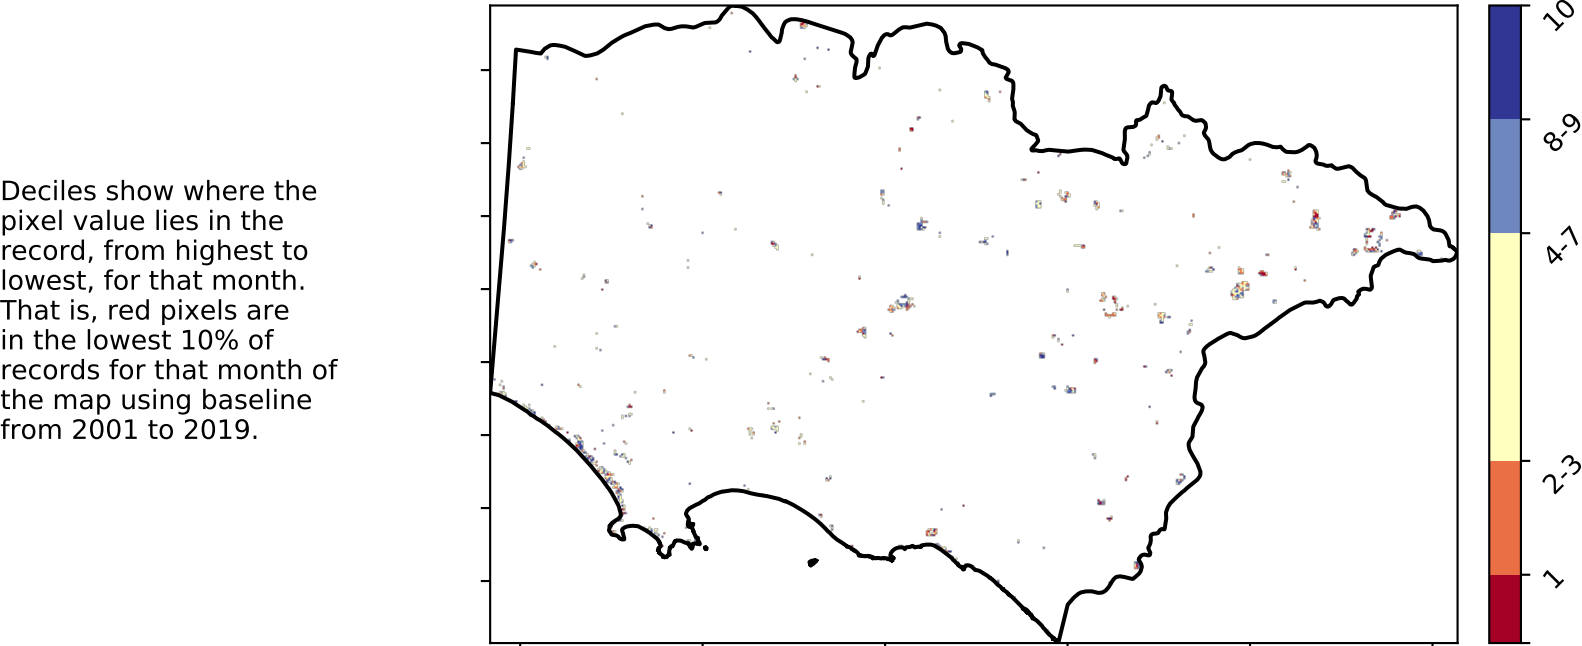 Deciles show where the
pixel value lies in the
record, from highest to
lowest, for that month.
That is, red pixels are
in the lowest 10% of
records for that month of
the map using baseline
from 2001 to 2019.
10
8-9
4-7
2-3
1